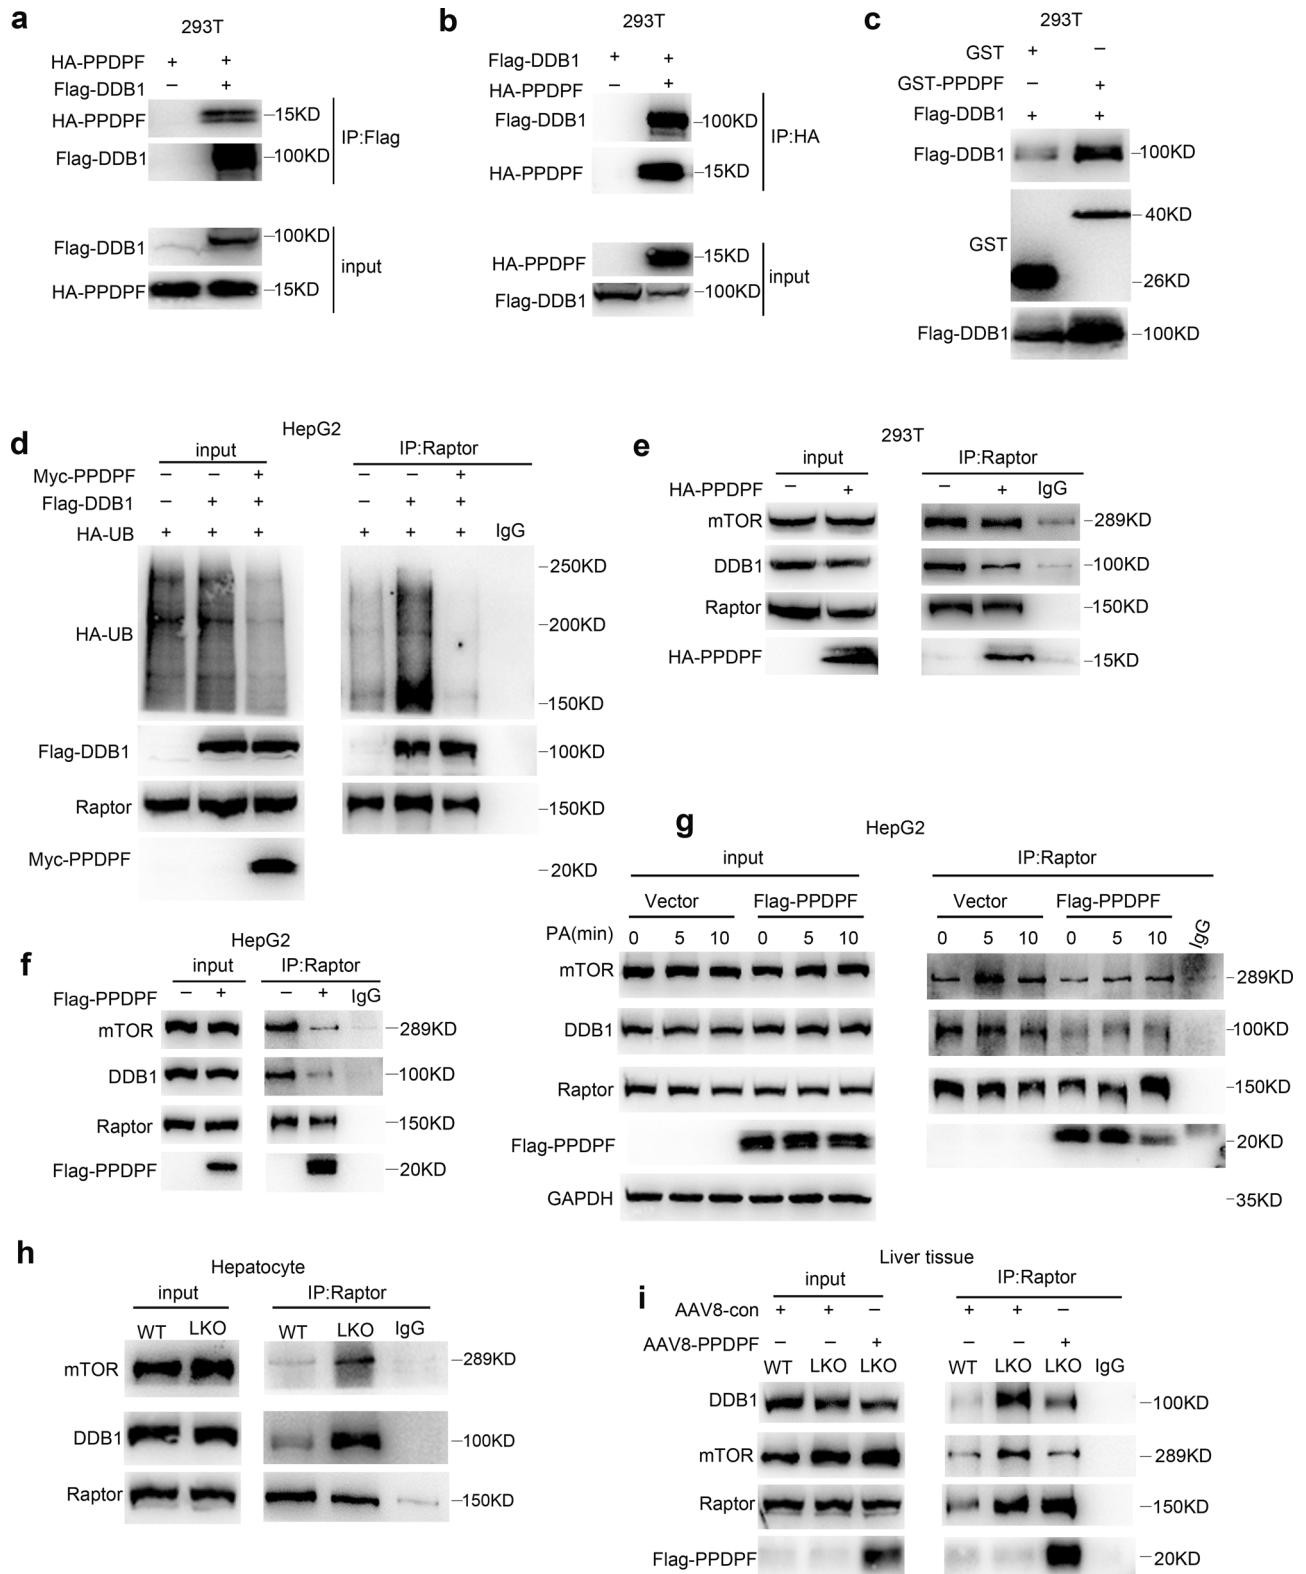 a
293T
HA-PPDPF + +
Flag-DDB1 – +
HA-PPDPF –15KD
Flag-DDB1 –100KD
IP:Flag
Flag-DDB1 –100KD
HA-PPDPF –15KD
input
b
293T
Flag-DDB1 + +
HA-PPDPF – +
Flag-DDB1 –100KD
HA-PPDPF –15KD
IP:HA
HA-PPDPF –15KD
Flag-DDB1 –100KD
input
c
293T
GST + –
GST-PPDPF – +
Flag-DDB1 + +
Flag-DDB1 –100KD
–40KD
GST
–26KD
Flag-DDB1 –100KD
d
HepG2
input IP:Raptor
Myc-PPDPF – – + – – +
Flag-DDB1 – + + – + +
HA-UB + + + + + + IgG
–250KD
–200KD
HA-UB
–150KD
Flag-DDB1 –100KD
Raptor –150KD
Myc-PPDPF –20KD
e
293T
input IP:Raptor
HA-PPDPF – + – + IgG
mTOR –289KD
DDB1 –100KD
Raptor –150KD
HA-PPDPF –15KD
f
HepG2
input IP:Raptor
Flag-PPDPF – + – + IgG
mTOR –289KD
DDB1 –100KD
Raptor –150KD
Flag-PPDPF –20KD
g
HepG2
input IP:Raptor
Vector Flag-PPDPF Vector Flag-PPDPF
PA(min) 0 5 10 0 5 10 0 5 10 0 5 10 IgG
mTOR –289KD
DDB1 –100KD
Raptor –150KD
Flag-PPDPF –20KD
GAPDH –35KD
h
Hepatocyte
input IP:Raptor
WT LKO WT LKO IgG
mTOR –289KD
DDB1 –100KD
Raptor –150KD
i
Liver tissue
input IP:Raptor
AAV8-con + + – + + –
AAV8-PPDPF – – + – – +
WT LKO LKO WT LKO LKO IgG
DDB1 –100KD
mTOR –289KD
Raptor –150KD
Flag-PPDPF –20KD